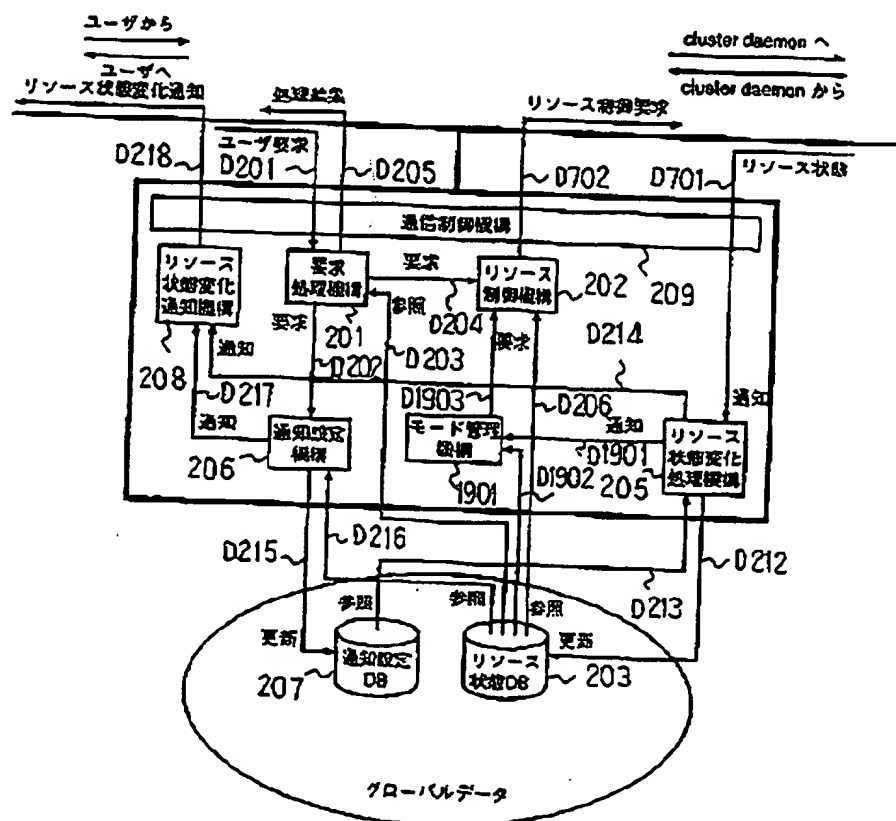 ユーザから
ユーザへ
リソース状態変化通知
処理結果
リソース制御要求
cluster daemon へ
cluster daemon から
D218
ユーザ要求
D201
D205
D702
D701
リソース状態
通信制御機構
209
リソース
状態変化
通知機構
208
要求
処理機構
201
要求
D204
リソース
制御機構
202
参照
D203
要求
D202
通知
D217
通知
D214
要求
D1903
D206
通知
D1901
通知
通知設定
機構
206
モード管理
機構
1901
D1902
リソース
状態変化
処理機構
205
D215
D216
D212
D213
参照
参照
参照
更新
更新
通知設定
DB
207
リソース
状態DB
203
グローバルデータ